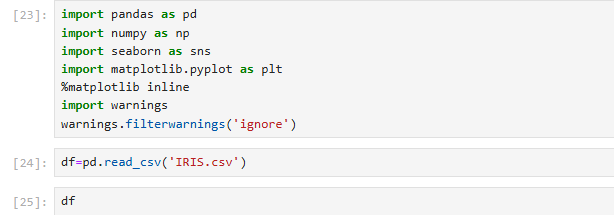 [23]: import pandas as pd
import numpy as np
import seaborn as sns
import matplotlib.pyplot as plt
%matplotlib inline
import warnings
warnings.filterwarnings('ignore')
[24]: df=pd.read_csv('IRIS.csv')
[25]: df